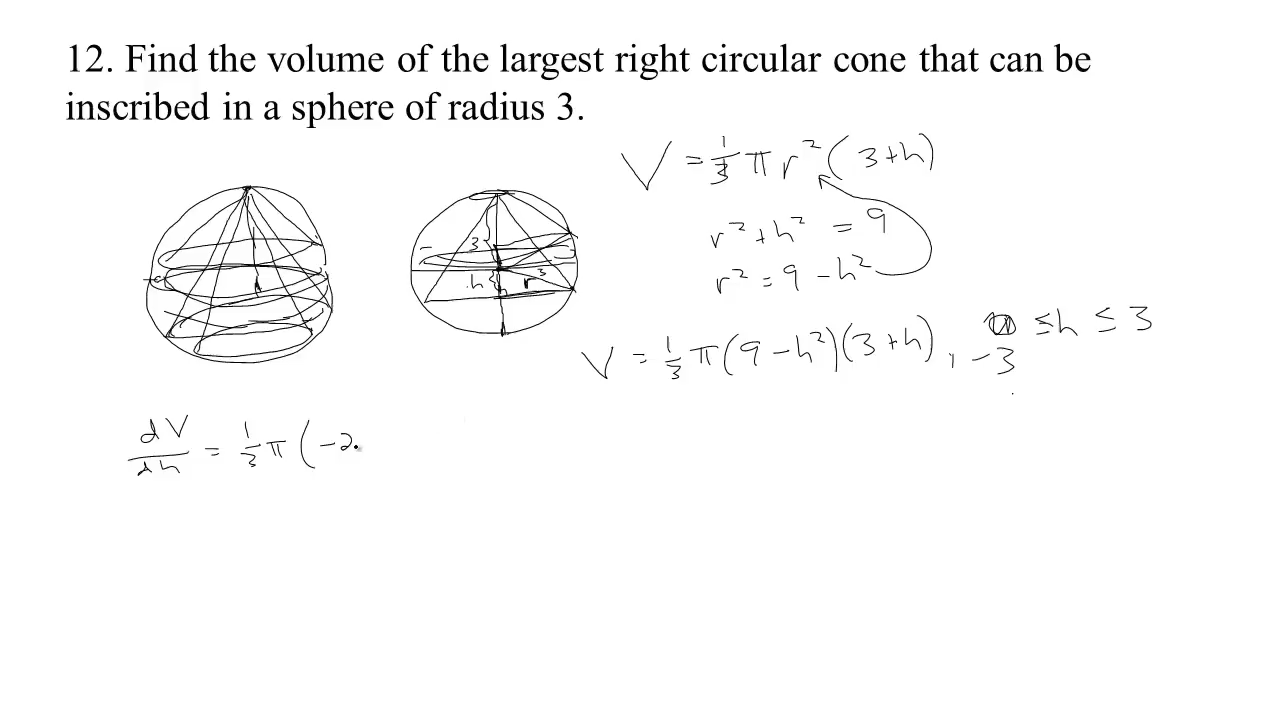 12. Find the volume of the largest right circular cone that can be
inscribed in a sphere of radius 3.
V = 1/3 π r² (3 + h)
r² + h² = 9
r² = 9 − h²
3
h r 3
V = 1/3 π (9 − h²)(3 + h), −3 ≤ h ≤ 3
dV/dh = 1/3 π ( −2